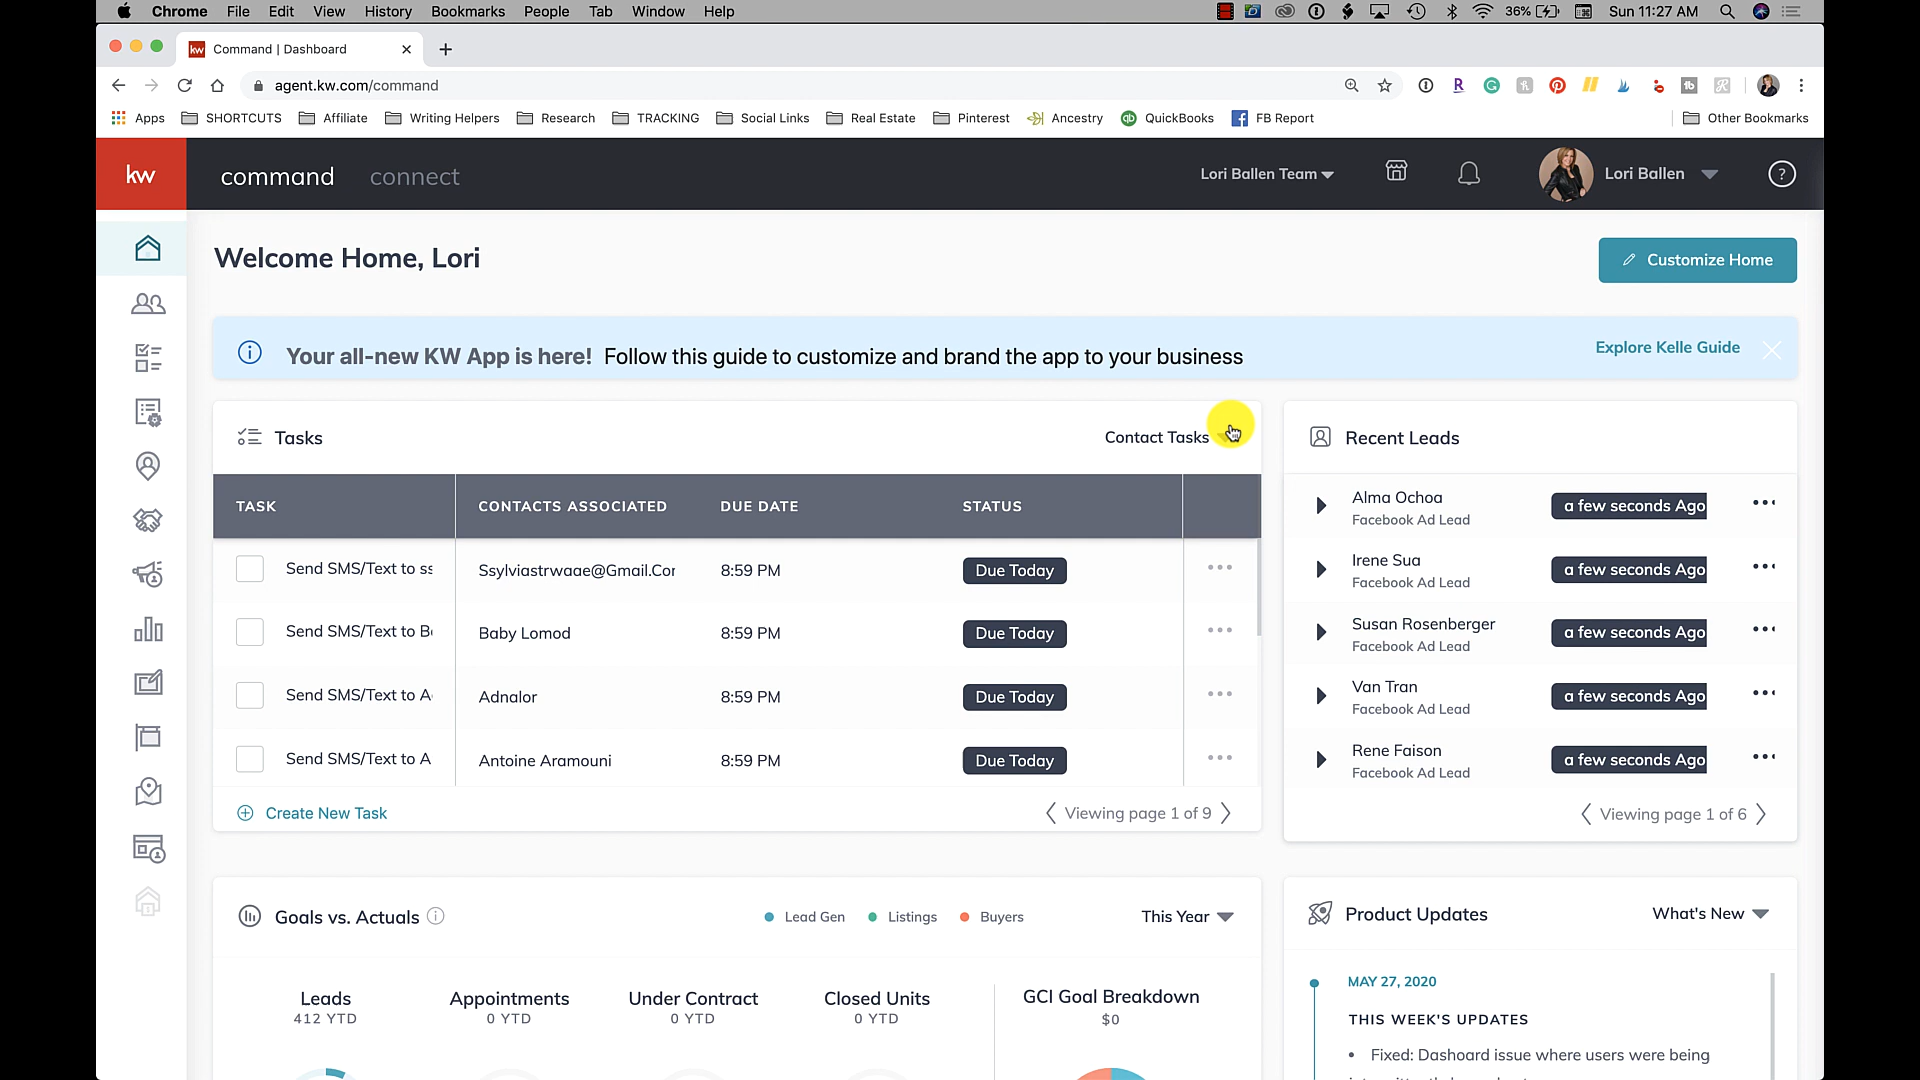 Chrome File Edit View History Bookmarks People Tab Window Help 36% Sun 11:27 AM
kw Command | Dashboard
agent.kw.com/command
Apps SHORTCUTS Affiliate Writing Helpers Research TRACKING Social Links Real Estate Pinterest Ancestry QuickBooks FB Report Other Bookmarks
kw command connect Lori Ballen Team Lori Ballen ?
Welcome Home, Lori
Customize Home
Your all-new KW App is here! Follow this guide to customize and brand the app to your business
Explore Kelle Guide
Tasks
Contact Tasks
TASK CONTACTS ASSOCIATED DUE DATE STATUS
Send SMS/Text to ss Ssylviastrwaae@Gmail.Cor 8:59 PM Due Today
Send SMS/Text to Ba Baby Lomod 8:59 PM Due Today
Send SMS/Text to A Adnalor 8:59 PM Due Today
Send SMS/Text to A Antoine Aramouni 8:59 PM Due Today
Create New Task
Viewing page 1 of 9
Recent Leads
Alma Ochoa
Facebook Ad Lead
a few seconds Ago
Irene Sua
Facebook Ad Lead
a few seconds Ago
Susan Rosenberger
Facebook Ad Lead
a few seconds Ago
Van Tran
Facebook Ad Lead
a few seconds Ago
Rene Faison
Facebook Ad Lead
a few seconds Ago
Viewing page 1 of 6
Goals vs. Actuals
Lead Gen Listings Buyers
This Year
Leads
412 YTD
Appointments
0 YTD
Under Contract
0 YTD
Closed Units
0 YTD
GCI Goal Breakdown
$0
Product Updates
What's New
MAY 27, 2020
THIS WEEK'S UPDATES
• Fixed: Dashoard issue where users were being